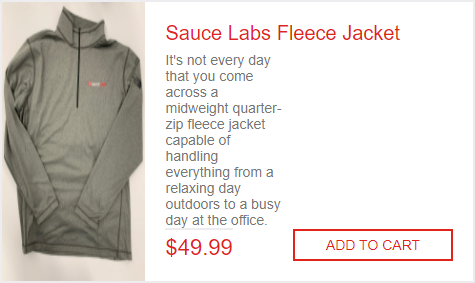 Sauce Labs Fleece Jacket
It's not every day
that you come
across a
midweight quarter-
zip fleece jacket
capable of
handling
everything from a
relaxing day
outdoors to a busy
day at the office.
$49.99
ADD TO CART